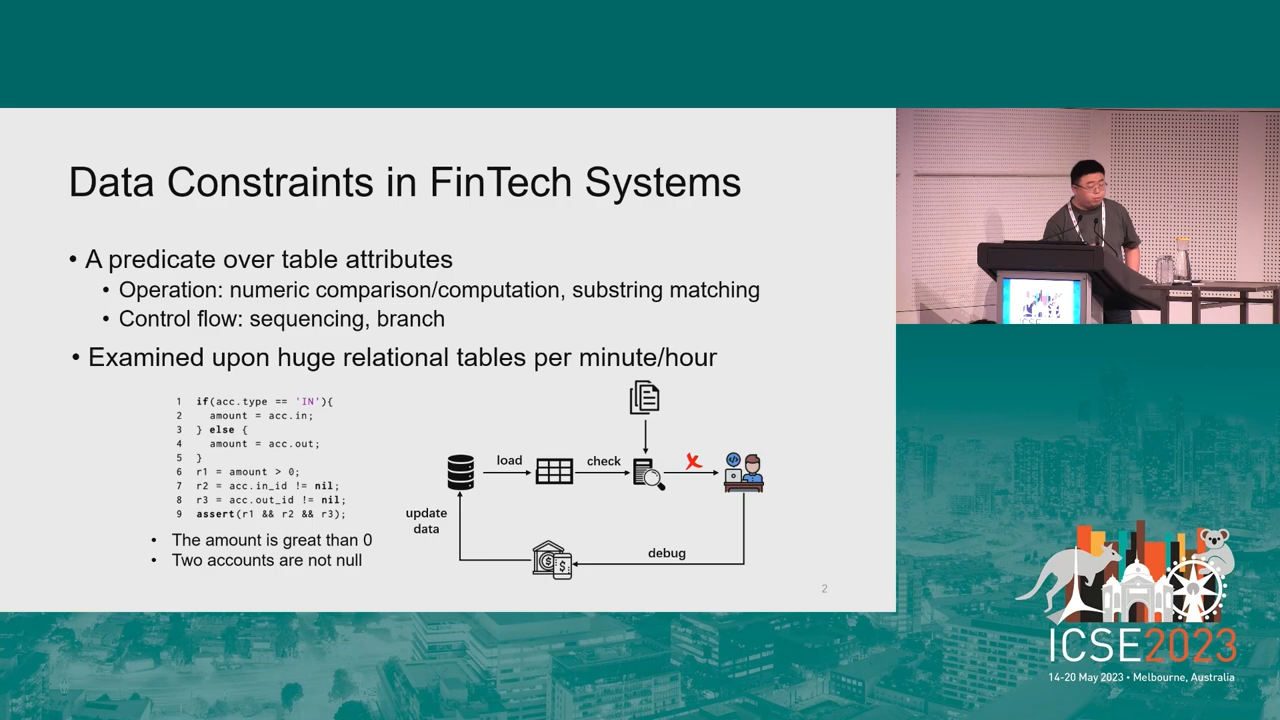 Data Constraints in FinTech Systems
• A predicate over table attributes
• Operation: numeric comparison/computation, substring matching
• Control flow: sequencing, branch
• Examined upon huge relational tables per minute/hour
1 if(acc.type == 'IN'){
2 amount = acc.in;
3 } else {
4 amount = acc.out;
5 }
6 r1 = amount > 0;
7 r2 = acc.in_id != nil;
8 r3 = acc.out_id != nil;
9 assert(r1 && r2 && r3);
• The amount is great than 0
• Two accounts are not null
load
check
update
data
debug
2
ICSE2023
14-20 May 2023 • Melbourne, Australia
ICSE